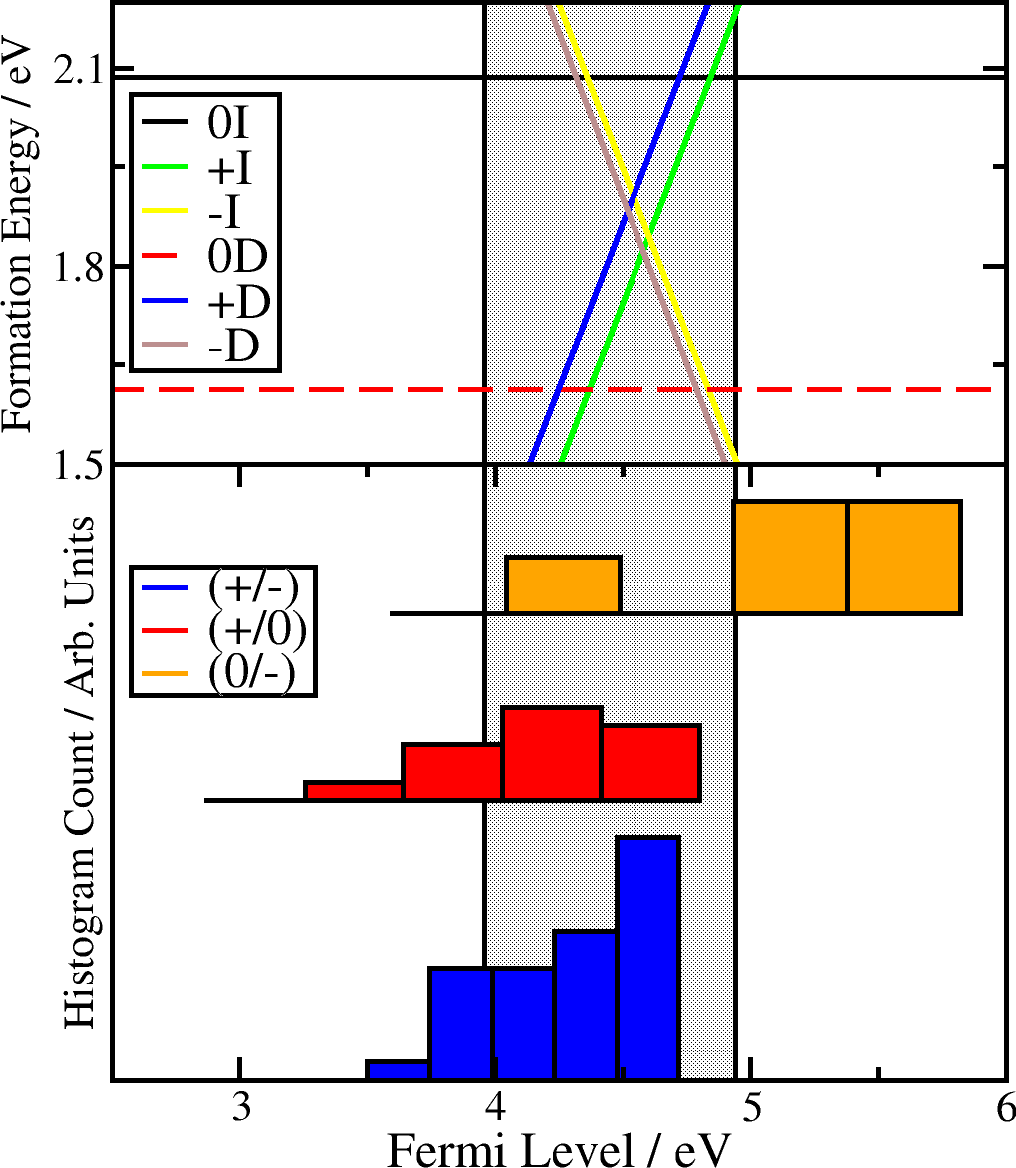 Formation Energy / eV
2.1
1.8
1.5
0I
+I
-I
0D
+D
-D
Histogram Count / Arb. Units
(+/-)
(+/0)
(0/-)
3 4 5 6
Fermi Level / eV